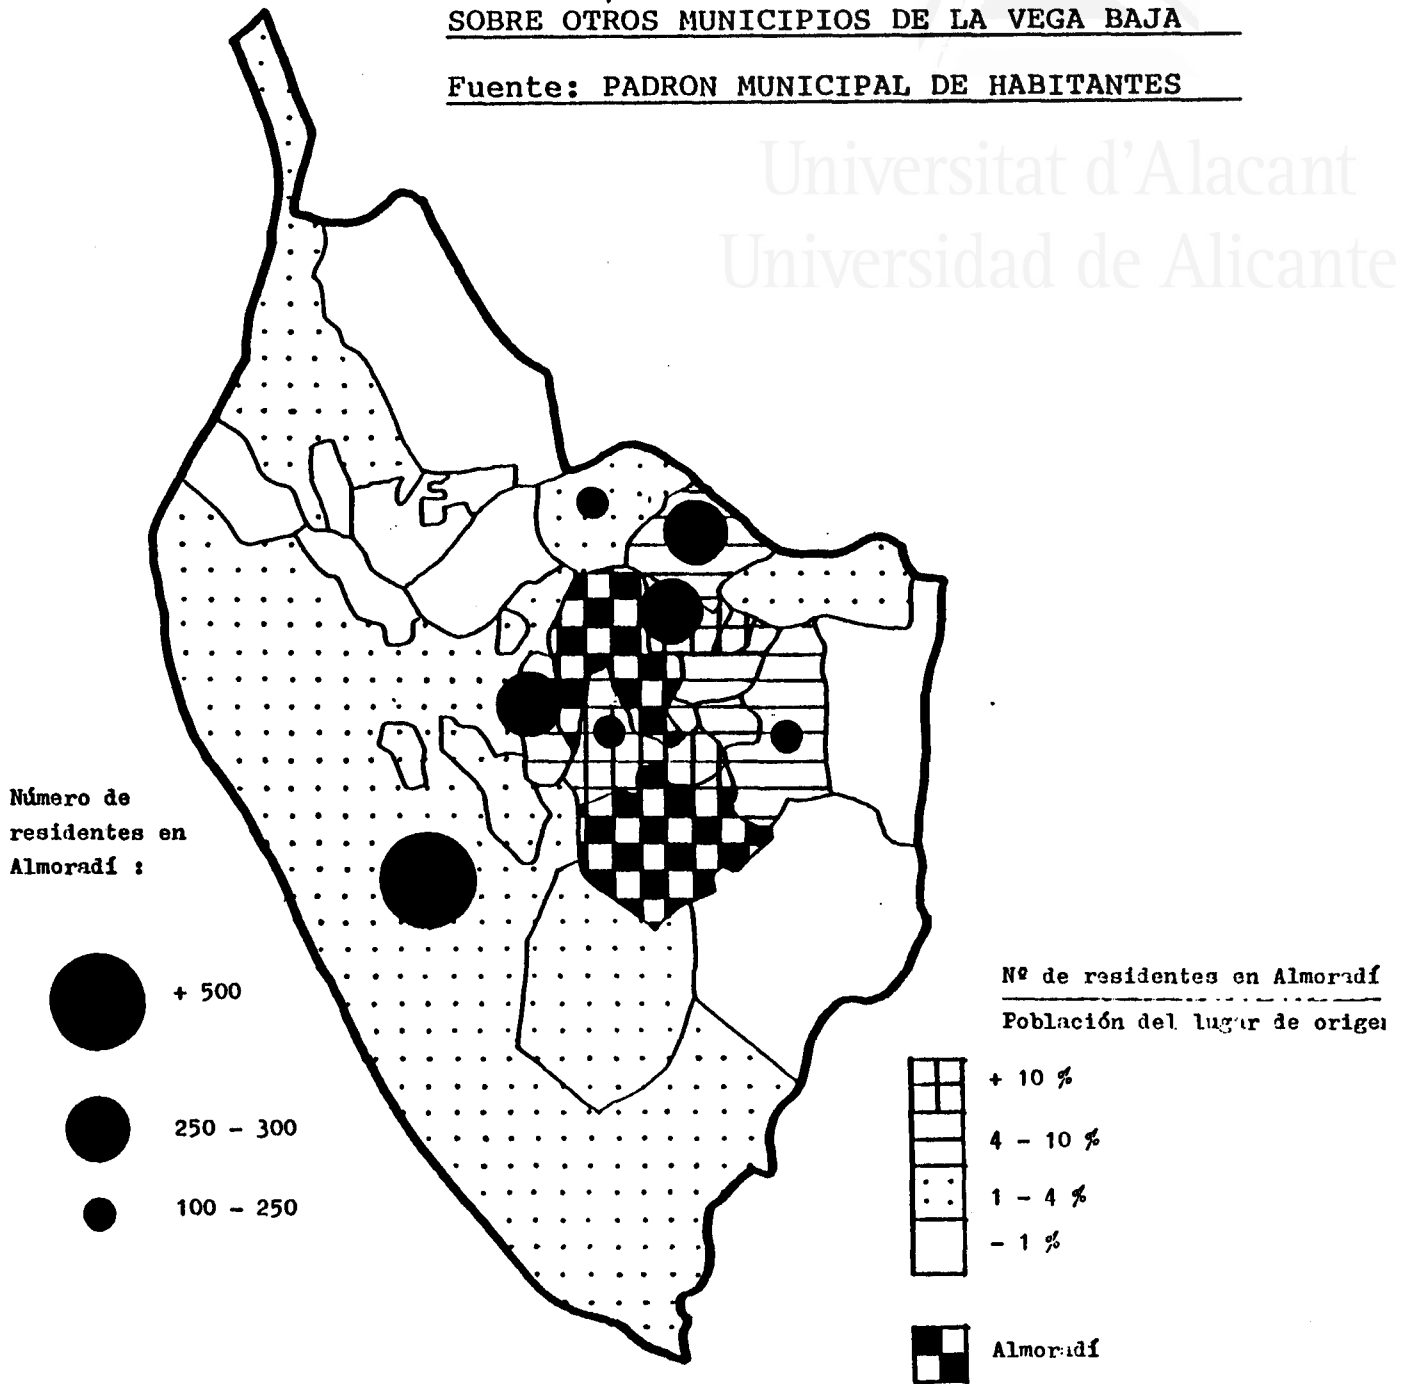 SOBRE OTROS MUNICIPIOS DE LA VEGA BAJA
Fuente: PADRON MUNICIPAL DE HABITANTES
Universitat d'Alacant
Universidad de Alicante
Número de
residentes en
Almoradí :
+ 500
250 - 300
100 - 250
Nº de residentes en Almoradí
Población del lugar de orige
+ 10 %
4 - 10 %
1 - 4 %
- 1 %
Almoradí